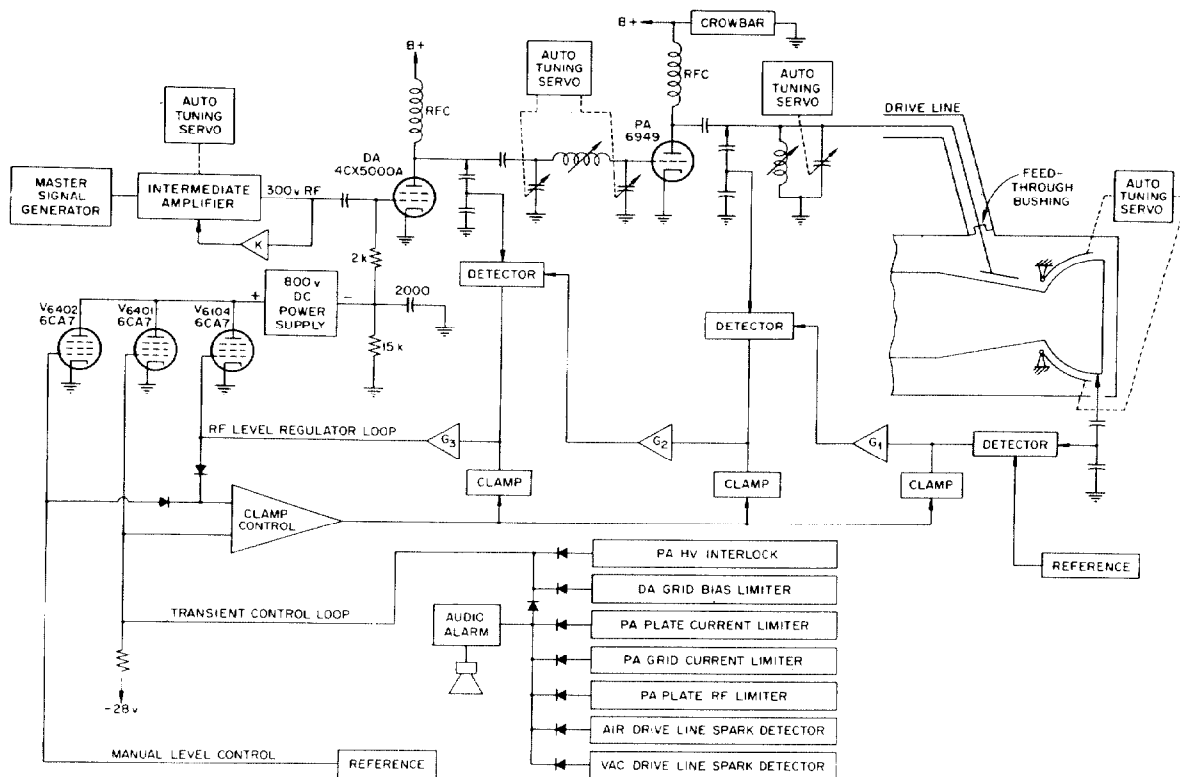 B+
CROWBAR
B+
RFC
AUTO
TUNING
SERVO
RFC
AUTO
TUNING
SERVO
AUTO
TUNING
SERVO
PA
6949
DRIVE LINE
DA
4CX5000A
MASTER
SIGNAL
GENERATOR
INTERMEDIATE
AMPLIFIER
300v RF
FEED-
THROUGH
BUSHING
AUTO
TUNING
SERVO
K
2k
DETECTOR
800v
DC
POWER
SUPPLY
+
−
2000
V6402
6CA7
V6401
6CA7
V6104
6CA7
DETECTOR
15k
RF LEVEL REGULATOR LOOP
G3
G2
G1
DETECTOR
CLAMP
CLAMP
CLAMP
CLAMP
CONTROL
PA HV INTERLOCK
REFERENCE
DA GRID BIAS LIMITER
TRANSIENT CONTROL LOOP
AUDIO
ALARM
PA PLATE CURRENT LIMITER
PA GRID CURRENT LIMITER
PA PLATE RF LIMITER
-28v
AIR DRIVE LINE SPARK DETECTOR
MANUAL LEVEL CONTROL
REFERENCE
VAC DRIVE LINE SPARK DETECTOR